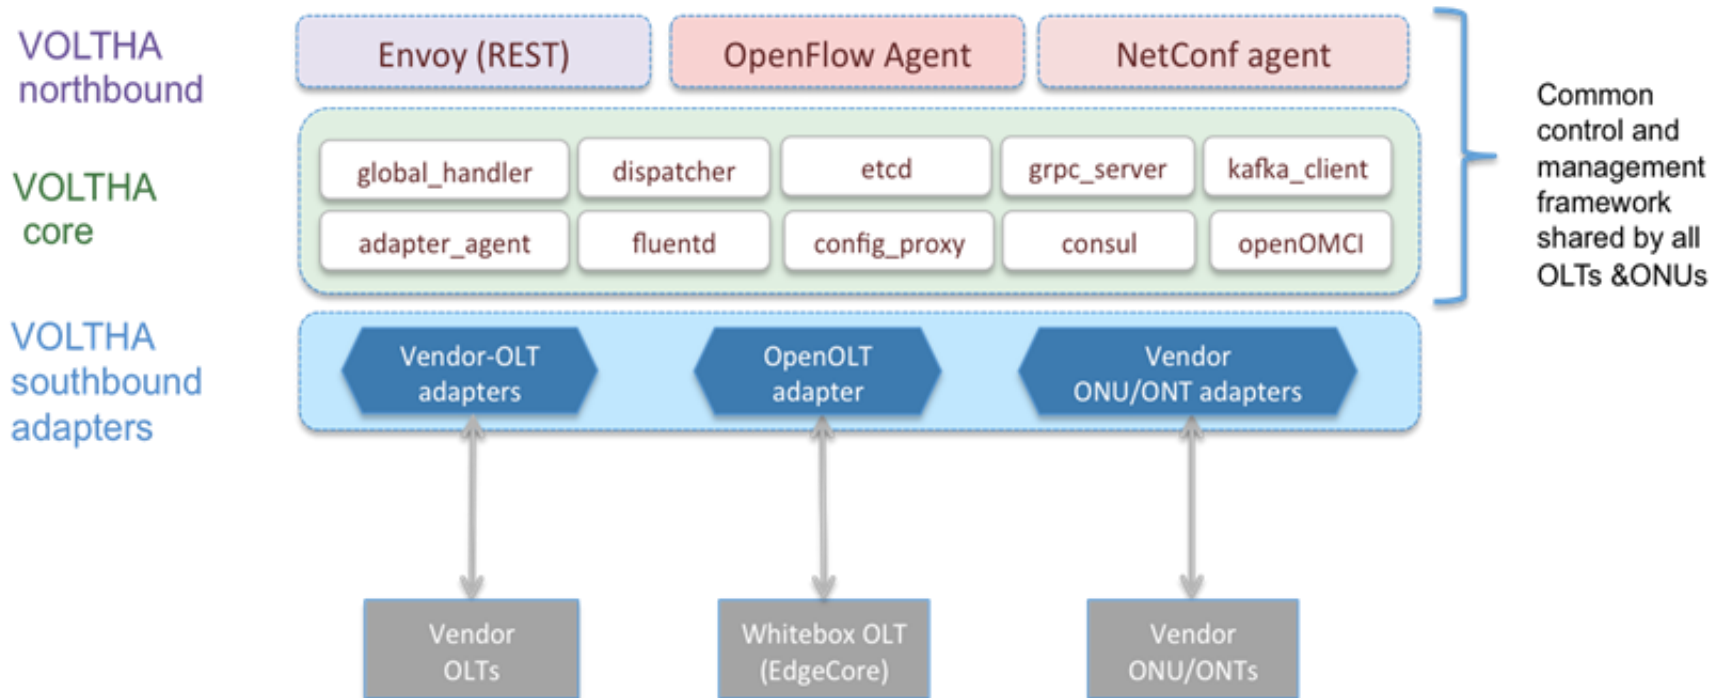 VOLTHA
northbound
Envoy (REST)
OpenFlow Agent
NetConf agent
VOLTHA
core
global_handler
dispatcher
etcd
grpc_server
kafka_client
adapter_agent
fluentd
config_proxy
consul
openOMCI
Common
control and
management
framework
shared by all
OLTs &ONUs
VOLTHA
southbound
adapters
Vendor-OLT
adapters
OpenOLT
adapter
Vendor
ONU/ONT adapters
Vendor
OLTs
Whitebox OLT
(EdgeCore)
Vendor
ONU/ONTs